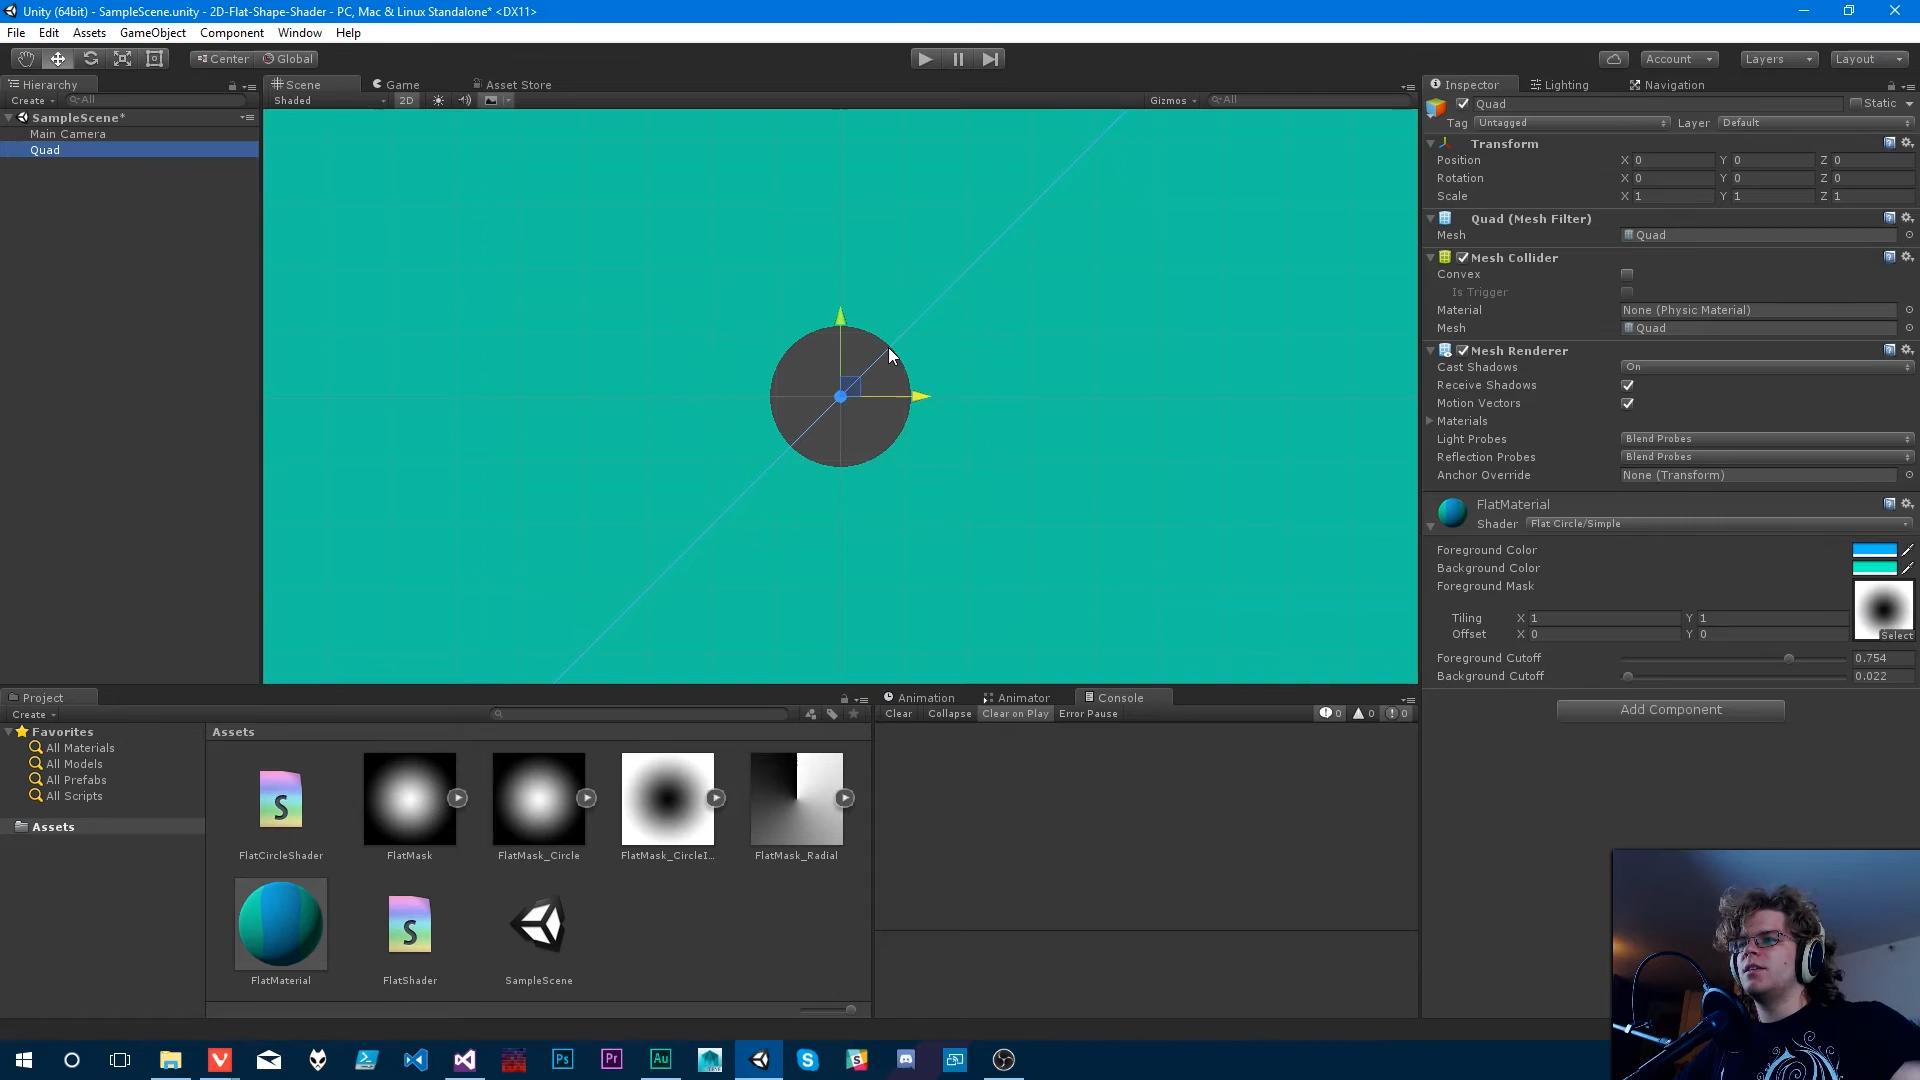 Unity (64bit) - SampleScene.unity - 2D-Flat-Shape-Shader - PC, Mac & Linux Standalone* <DX11>
File Edit Assets GameObject Component Window Help
Center Global Account Layers Layout
Hierarchy
Create All
SampleScene*
Main Camera
Quad
Scene Game Asset Store
Shaded 2D Gizmos All
Inspector Lighting Navigation
Quad Static
Tag Untagged Layer Default
Transform
Position X 0 Y 0 Z 0
Rotation X 0 Y 0 Z 0
Scale X 1 Y 1 Z 1
Quad (Mesh Filter)
Mesh Quad
Mesh Collider
Convex
Is Trigger
Material None (Physic Material)
Mesh Quad
Mesh Renderer
Cast Shadows On
Receive Shadows
Motion Vectors
Materials
Light Probes Blend Probes
Reflection Probes Blend Probes
Anchor Override None (Transform)
FlatMaterial
Shader Flat Circle/Simple
Foreground Color
Background Color
Foreground Mask
Tiling X 1 Y 1
Offset X 0 Y 0
Select
Foreground Cutoff 0.754
Background Cutoff 0.022
Add Component
Project
Create
Favorites
All Materials
All Models
All Prefabs
All Scripts
Assets
Assets
S
FlatCircleShader FlatMask FlatMask_Circle FlatMask_CircleI... FlatMask_Radial
S
FlatMaterial FlatShader SampleScene
Animation Animator Console
Clear Collapse Clear on Play Error Pause 0 0 0
Ps Pr Au